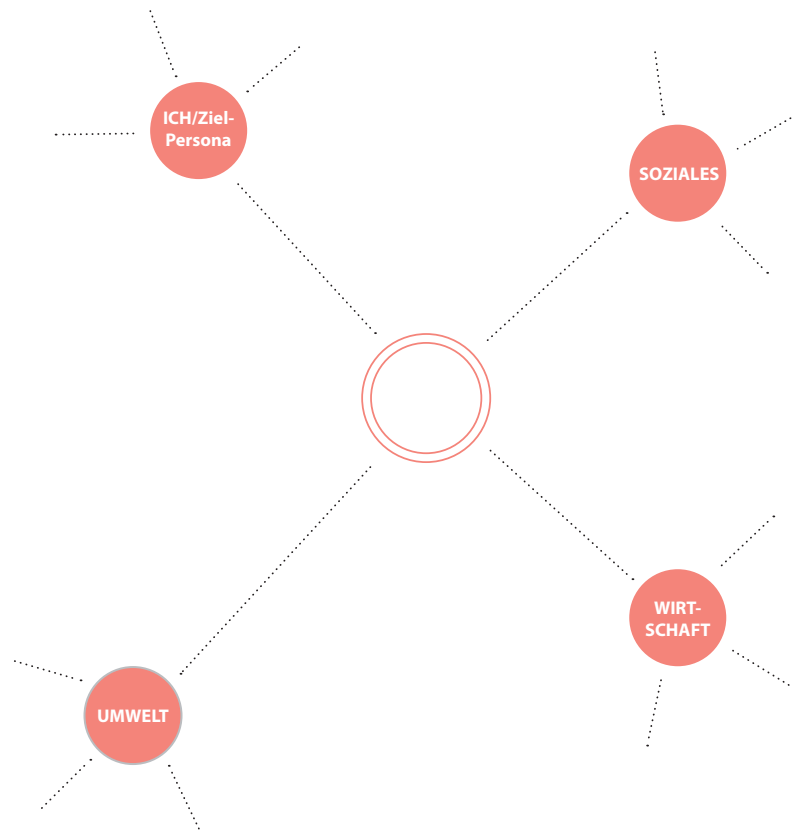 ICH/Ziel-
Persona
SOZIALES
WIRT-
SCHAFT
UMWELT